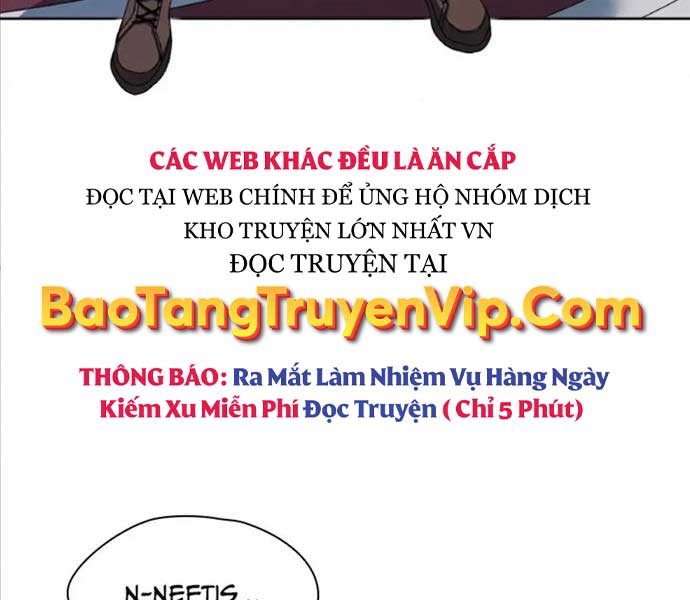 CÁC WEB KHÁC ĐỀU LÀ ĂN CẮP
ĐỌC TẠI WEB CHÍNH ĐỂ ỦNG HỘ NHÓM DỊCH
KHO TRUYỆN LỚN NHẤT VN
ĐỌC TRUYỆN TẠI
BaoTangTruyenVip.Com
THÔNG BÁO: Ra Mắt Làm Nhiệm Vụ Hàng Ngày
Kiếm Xu Miễn Phí Đọc Truyện ( Chỉ 5 Phút)
N-NEFTIS...